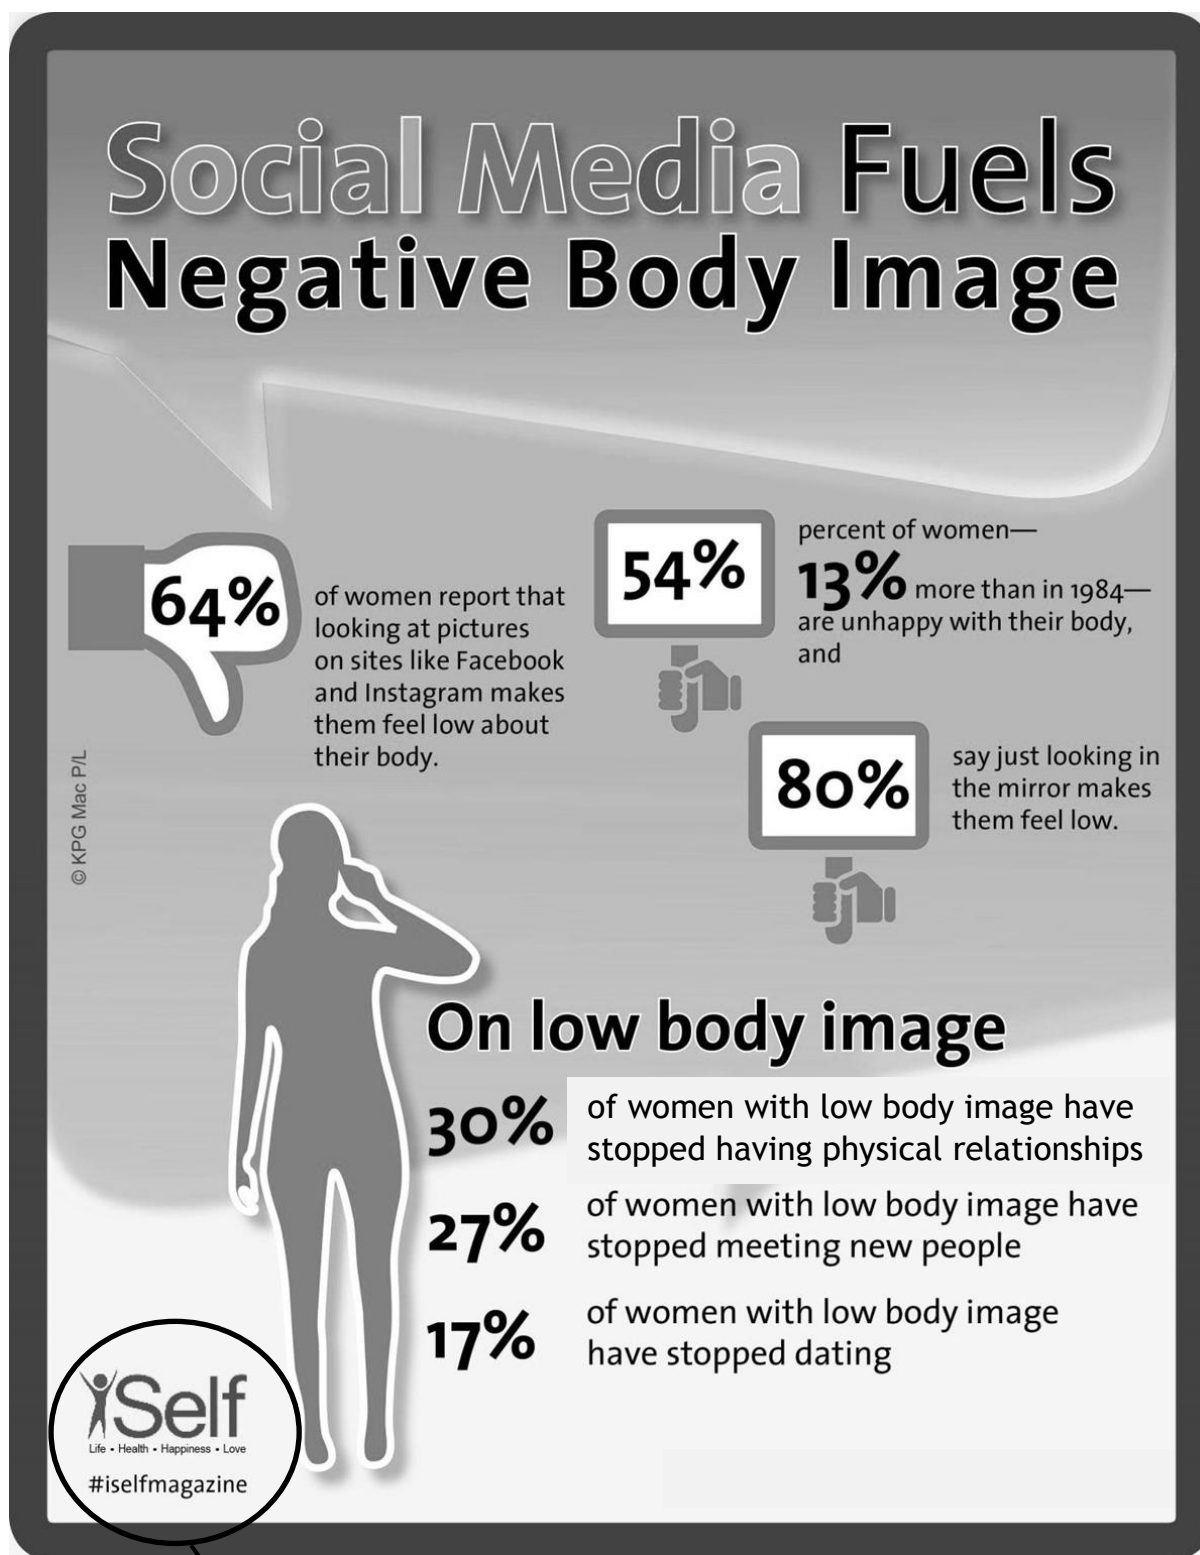 Social Media Fuels
Negative Body Image
64%
of women report that
looking at pictures
on sites like Facebook
and Instagram makes
them feel low about
their body.
54%
percent of women—
13% more than in 1984—
are unhappy with their body,
and
80%
say just looking in
the mirror makes
them feel low.
© KPG Mac P/L
On low body image
30%
of women with low body image have
stopped having physical relationships
27%
of women with low body image have
stopped meeting new people
17%
of women with low body image
have stopped dating
iSelf
Life • Health • Happiness • Love
#iselfmagazine